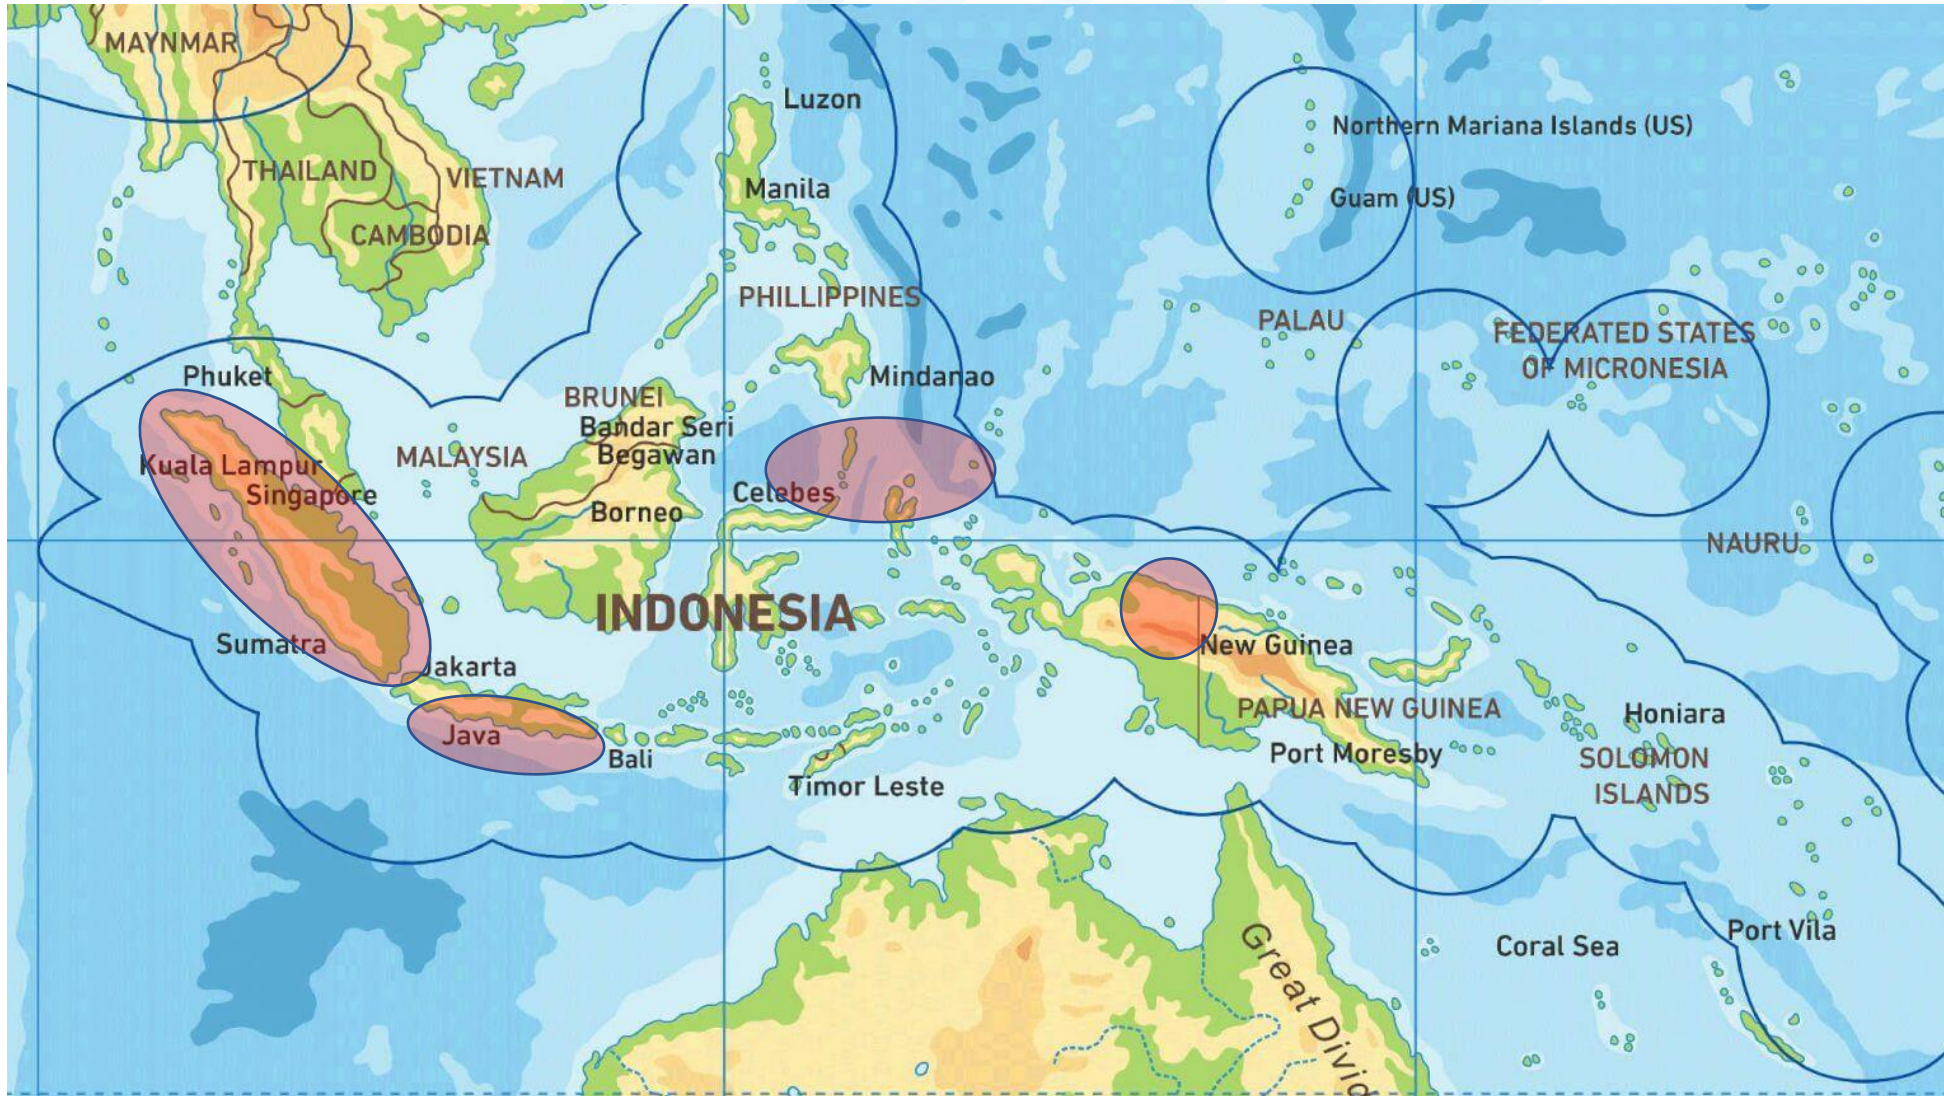 MAYNMAR
Luzon
Northern Mariana Islands (US)
THAILAND
VIETNAM
Manila
Guam (US)
CAMBODIA
PHILLIPPINES
PALAU
FEDERATED STATES
OF MICRONESIA
Phuket
Mindanao
BRUNEI
Bandar Seri
Begawan
MALAYSIA
Kuala Lampur
Singapore
Celebes
Borneo
NAURU
INDONESIA
Sumatra
New Guinea
Jakarta
PAPUA NEW GUINEA
Honiara
Java
Bali
Port Moresby
SOLOMON
ISLANDS
Timor Leste
Port Vila
Coral Sea
Great Divid